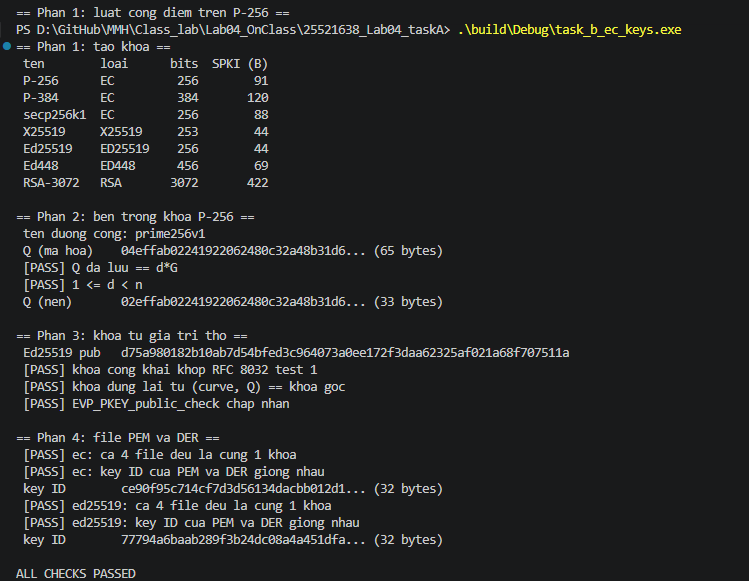 == Phan 1: luat cong diem tren P-256 ==
PS D:\GitHub\MMH\Class_lab\Lab04_OnClass\25521638_Lab04_taskA> .\build\Debug\task_b_ec_keys.exe
== Phan 1: tao khoa ==
ten loai bits SPKI (B)
P-256 EC 256 91
P-384 EC 384 120
secp256k1 EC 256 88
X25519 X25519 253 44
Ed25519 ED25519 256 44
Ed448 ED448 456 69
RSA-3072 RSA 3072 422
== Phan 2: ben trong khoa P-256 ==
ten duong cong: prime256v1
Q (ma hoa) 04effab02241922062480c32a48b31d6... (65 bytes)
[PASS] Q da luu == d*G
[PASS] 1 <= d < n
Q (nen) 02effab02241922062480c32a48b31d6... (33 bytes)
== Phan 3: khoa tu gia tri tho ==
Ed25519 pub d75a980182b10ab7d54bfed3c964073a0ee172f3daa62325af021a68f707511a
[PASS] khoa cong khai khop RFC 8032 test 1
[PASS] khoa dung lai tu (curve, Q) == khoa goc
[PASS] EVP_PKEY_public_check chap nhan
== Phan 4: file PEM va DER ==
[PASS] ec: ca 4 file deu la cung 1 khoa
[PASS] ec: key ID cua PEM va DER giong nhau
key ID ce90f95c714cf7d3d56134dacbb012d1... (32 bytes)
[PASS] ed25519: ca 4 file deu la cung 1 khoa
[PASS] ed25519: key ID cua PEM va DER giong nhau
key ID 77794a6baab289f3b24dc08a4a451dfa... (32 bytes)
ALL CHECKS PASSED